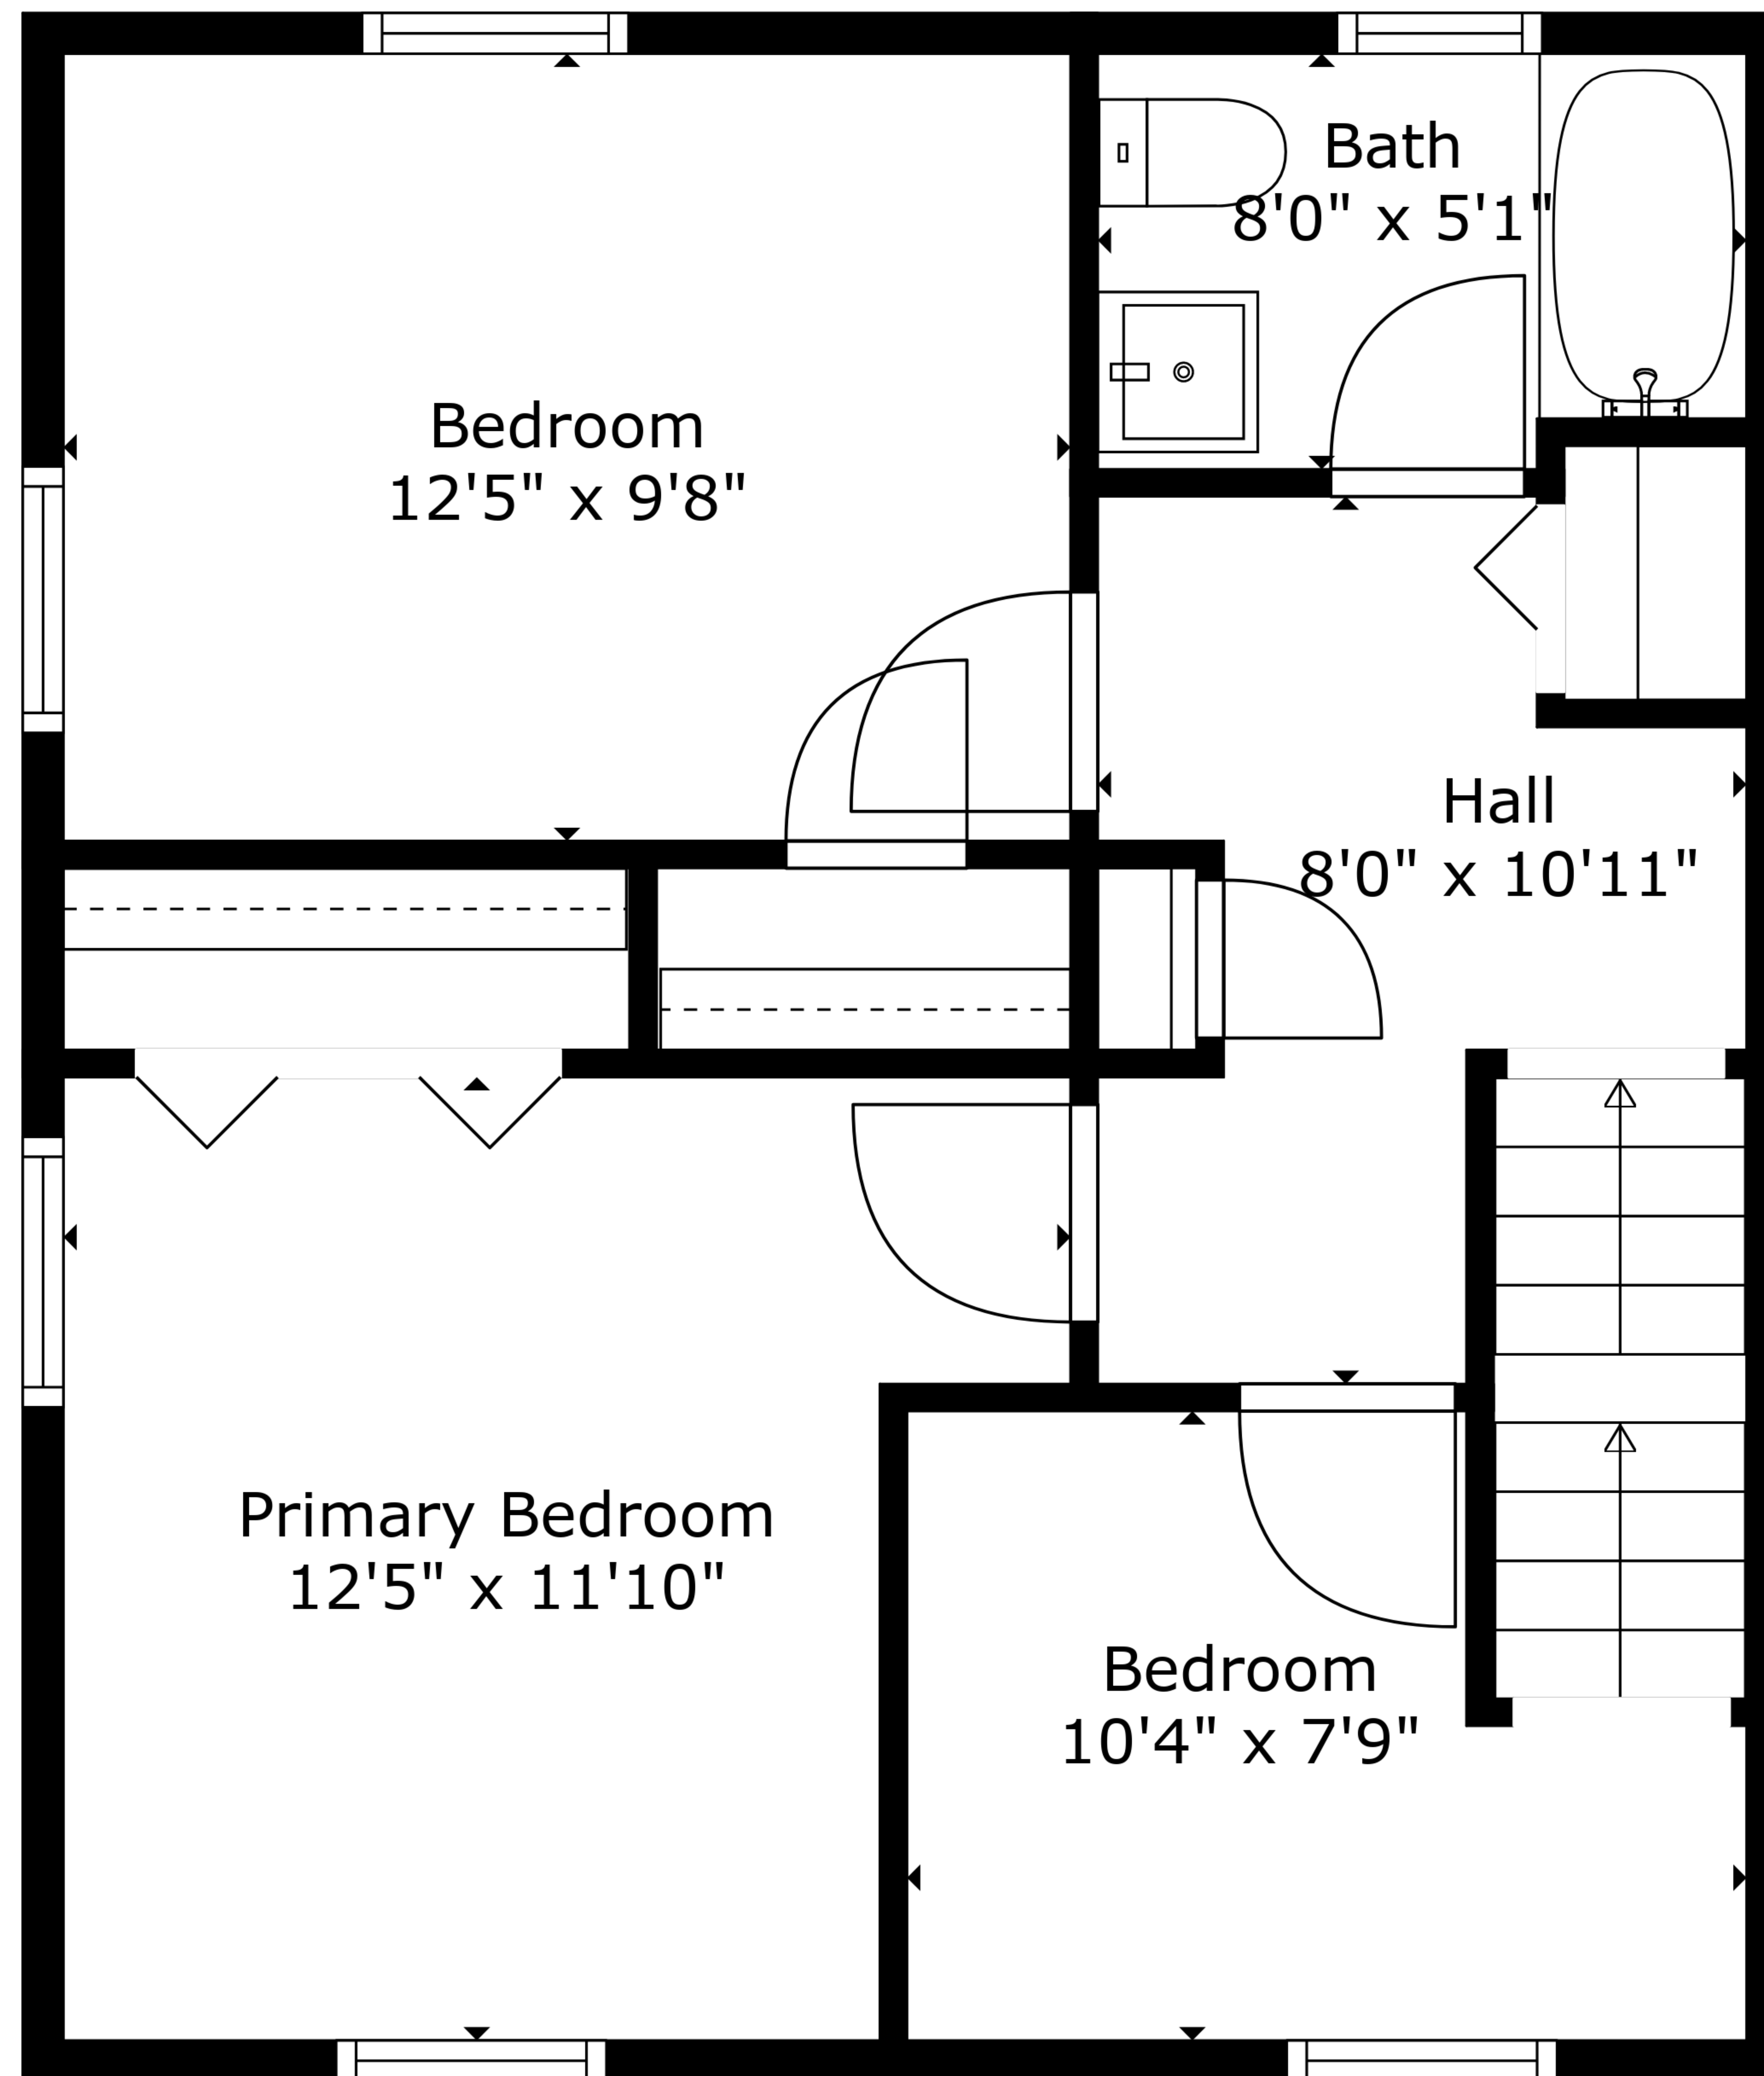 Bath
8'0" x 5'1"
Bedroom
12'5" x 9'8"
Hall
8'0" x 10'11"
Primary Bedroom
12'5" x 11'10"
Bedroom
10'4" x 7'9"